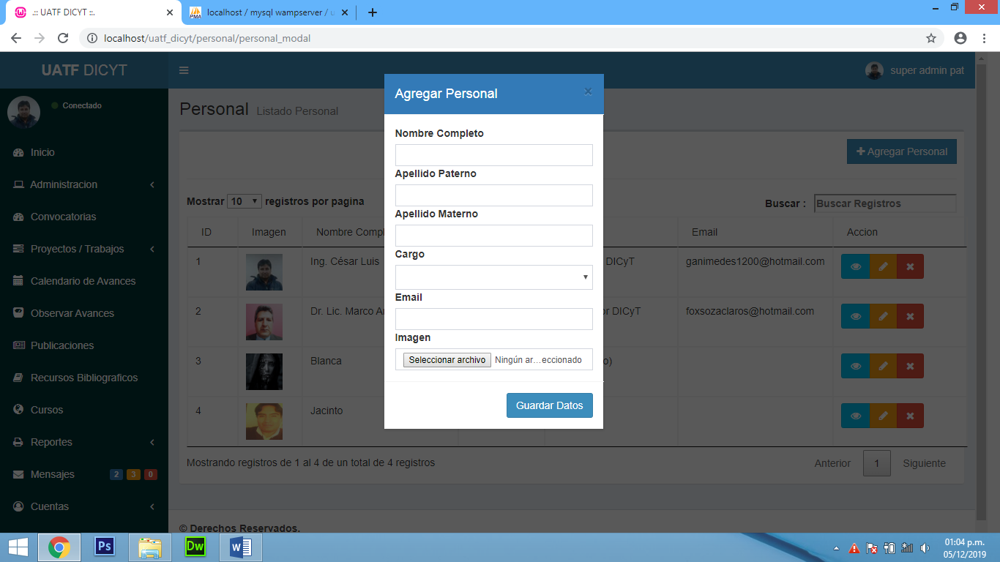 .:: UATF DICYT ::.
localhost / mysql wampserver / u
localhost/uatf_dicyt/personal/personal_modal
UATF DICYT
super admin pat
Conectado
Inicio
Administracion
Convocatorias
Proyectos / Trabajos
Calendario de Avances
Observar Avances
Publicaciones
Recursos Bibliograficos
Cursos
Reportes
Mensajes 2 3 0
Cuentas
Personal Listado Personal
Agregar Personal
Mostrar 10 registros por pagina
Buscar : Buscar Registros
ID Imagen Nombre Compl Email Accion
1 Ing. César Luis DICyT ganimedes1200@hotmail.com
2 Dr. Lic. Marco An or DICyT foxsozaclaros@hotmail.com
3 Blanca o)
4 Jacinto
Mostrando registros de 1 al 4 de un total de 4 registros
Anterior 1 Siguiente
© Derechos Reservados.
Agregar Personal ×
Nombre Completo
Apellido Paterno
Apellido Materno
Cargo
Email
Imagen
Seleccionar archivo Ningún ar…eccionado
Guardar Datos
PMA
Ps
Dw
W
01:04 p.m.
05/12/2019